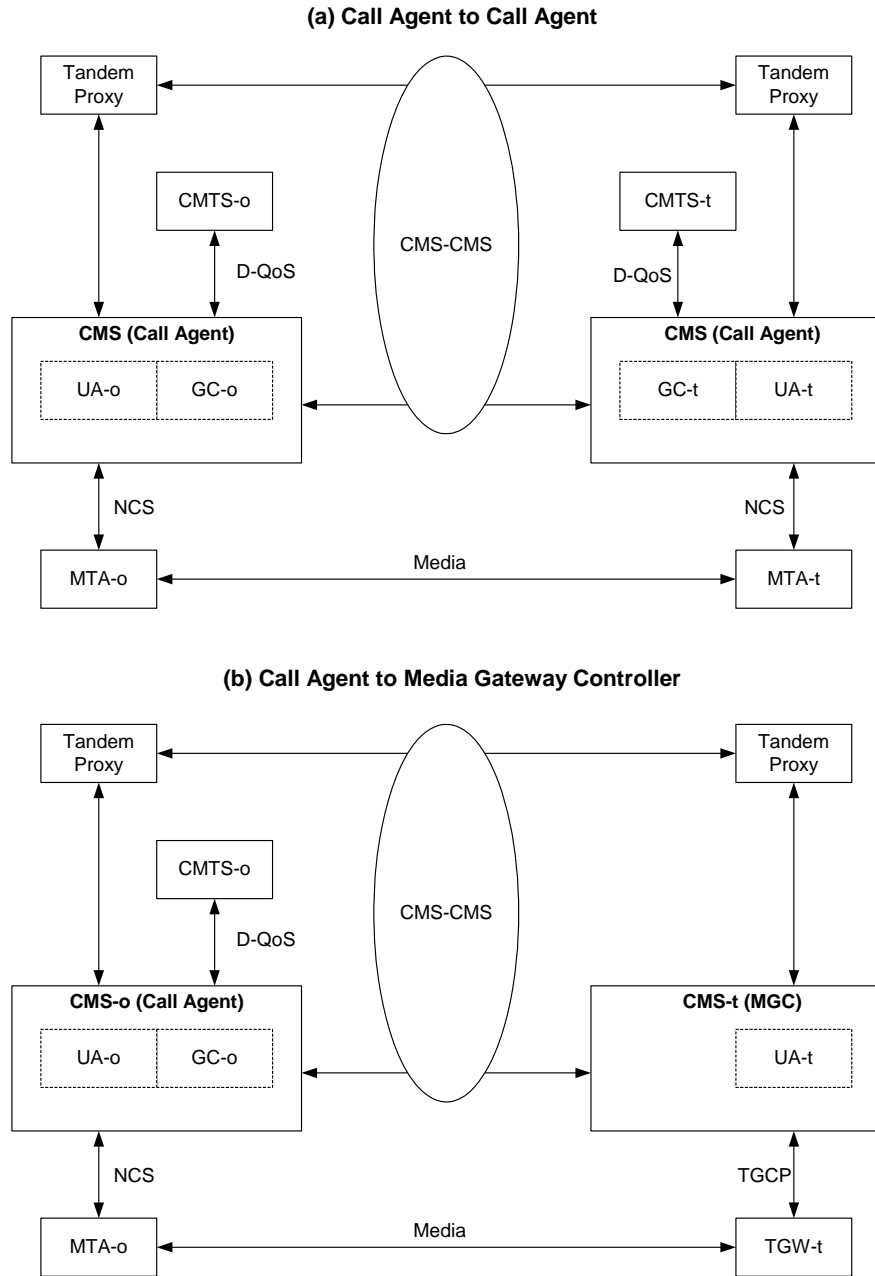 (a) Call Agent to Call Agent
Tandem
Proxy
Tandem
Proxy
CMTS-o
CMTS-t
CMS-CMS
D-QoS
D-QoS
CMS (Call Agent)
CMS (Call Agent)
UA-o
GC-o
GC-t
UA-t
NCS
NCS
Media
MTA-o
MTA-t
(b) Call Agent to Media Gateway Controller
Tandem
Proxy
Tandem
Proxy
CMTS-o
CMS-CMS
D-QoS
CMS-o (Call Agent)
CMS-t (MGC)
UA-o
GC-o
UA-t
NCS
TGCP
Media
MTA-o
TGW-t